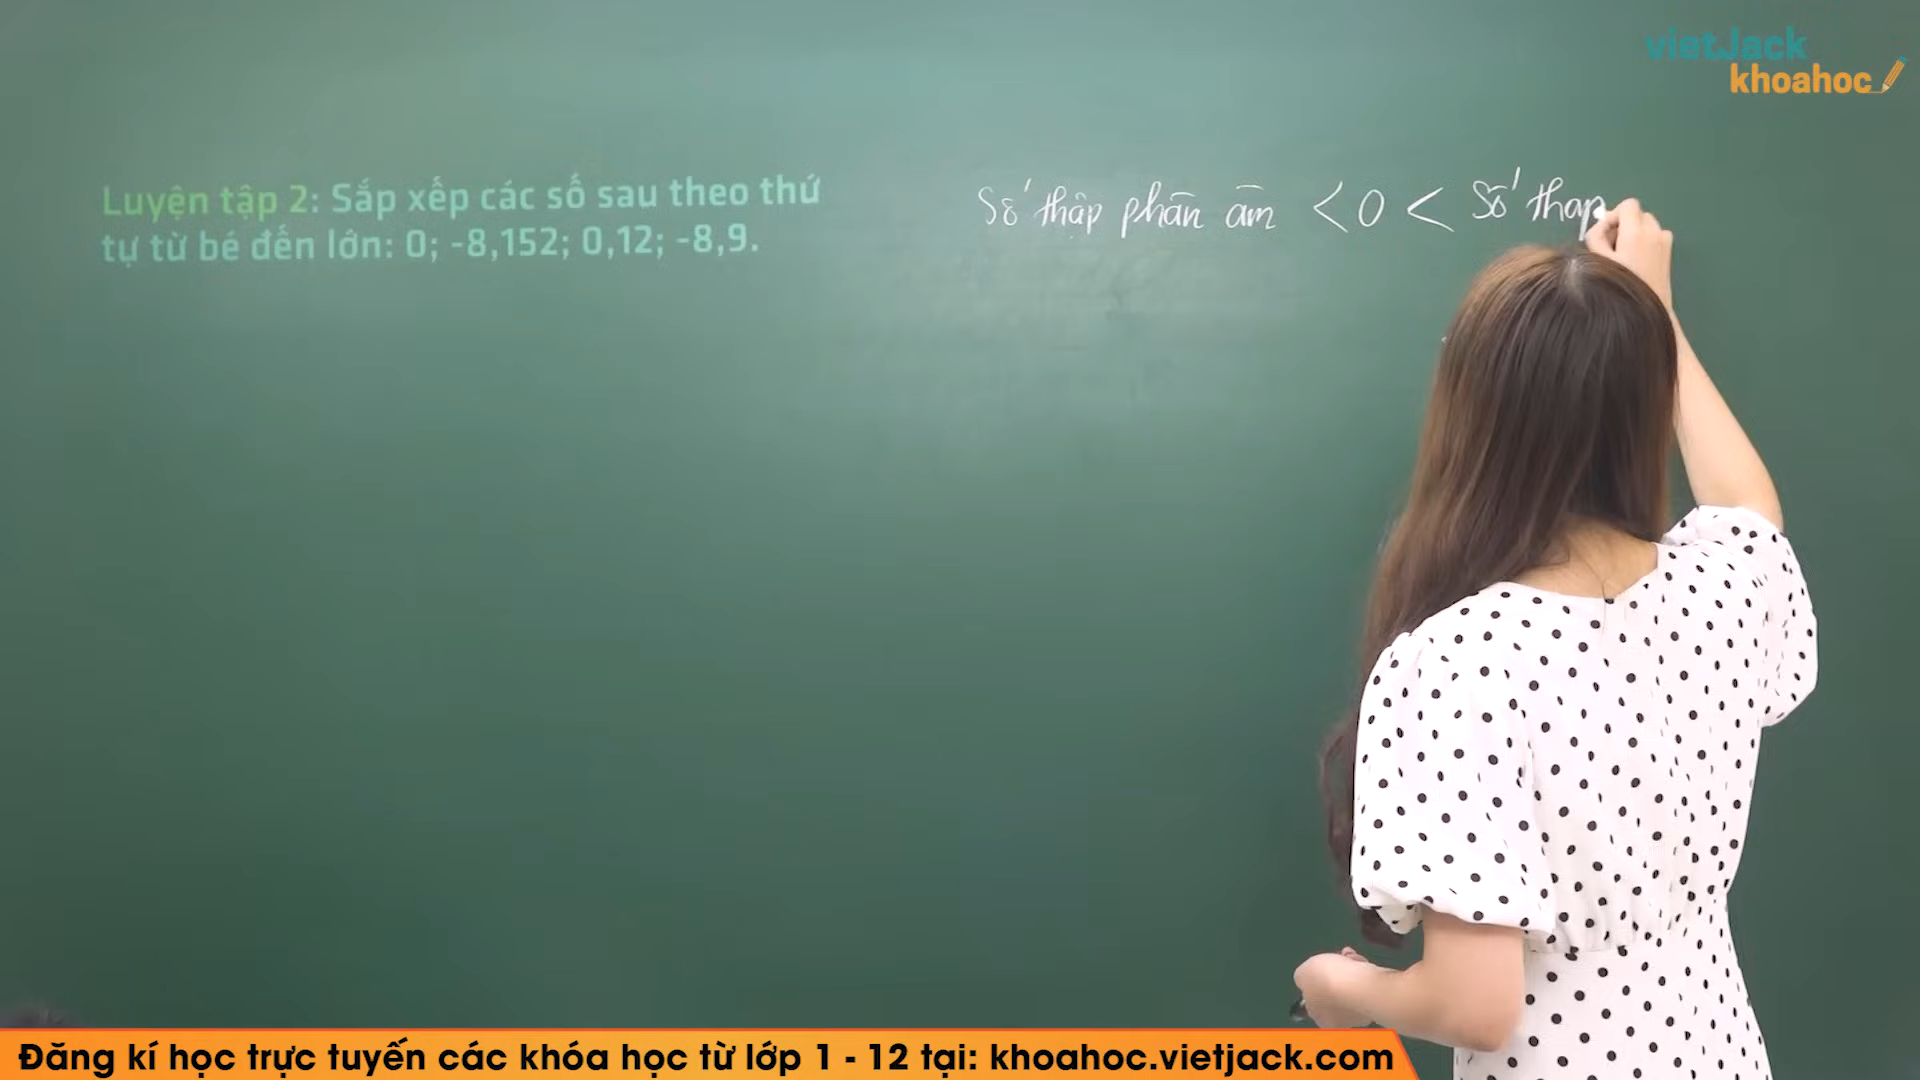 vietJack
khoahoc
Luyện tập 2: Sắp xếp các số sau theo thứ
tự từ bé đến lớn: 0; -8,152; 0,12; -8,9.
Số thập phân âm < 0 < Số thap
Đăng kí học trực tuyến các khóa học từ lớp 1 - 12 tại: khoahoc.vietjack.com